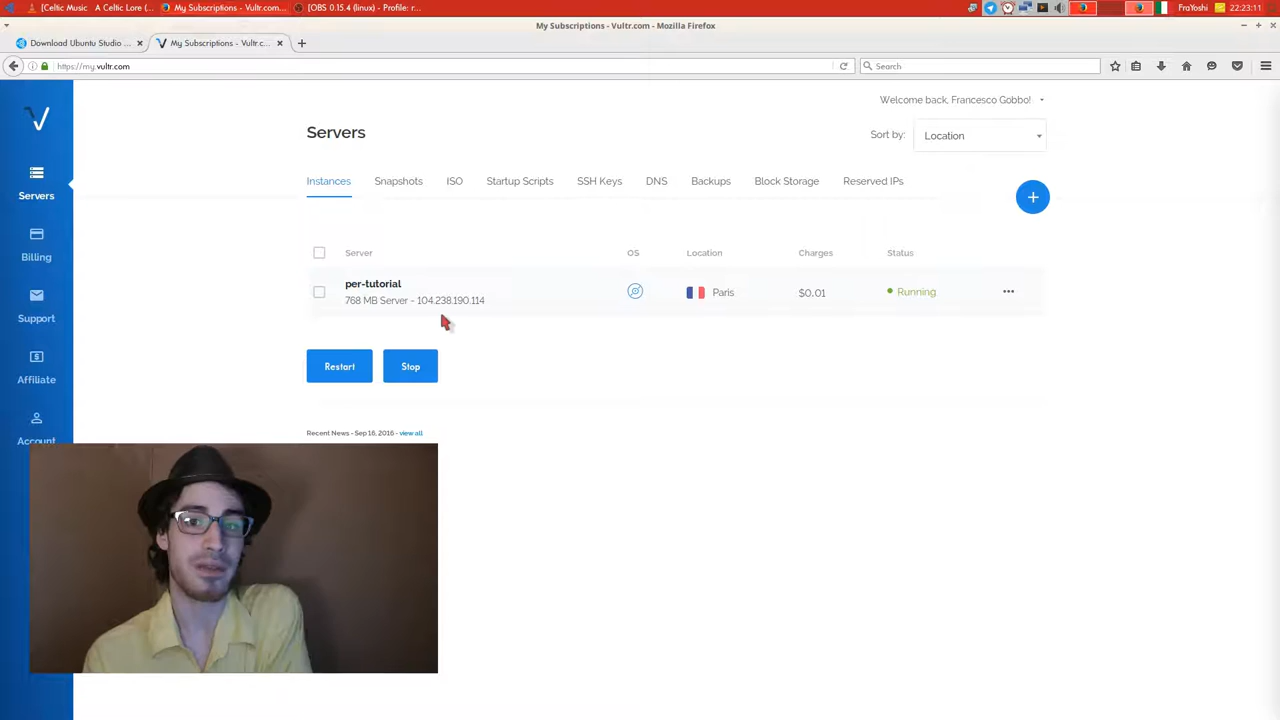 [Celtic Music  A Celtic Lore (...
My Subscriptions - Vultr.com-...
[OBS 0.15.4 (linux) - Profile: r...
FraYoshi
22:23:11
My Subscriptions - Vultr.com - Mozilla Firefox
Download Ubuntu Studio ...
My Subscriptions - Vultr.c...
https://my.vultr.com
Search
Welcome back, Francesco Gobbo!
Servers
Sort by:
Location
Instances
Snapshots
ISO
Startup Scripts
SSH Keys
DNS
Backups
Block Storage
Reserved IPs
Servers
Billing
Support
Affiliate
Account
Server
OS
Location
Charges
Status
per-tutorial
768 MB Server - 104.238.190.114
Paris
$0.01
Running
Restart
Stop
Recent News - Sep 16, 2016 - view all